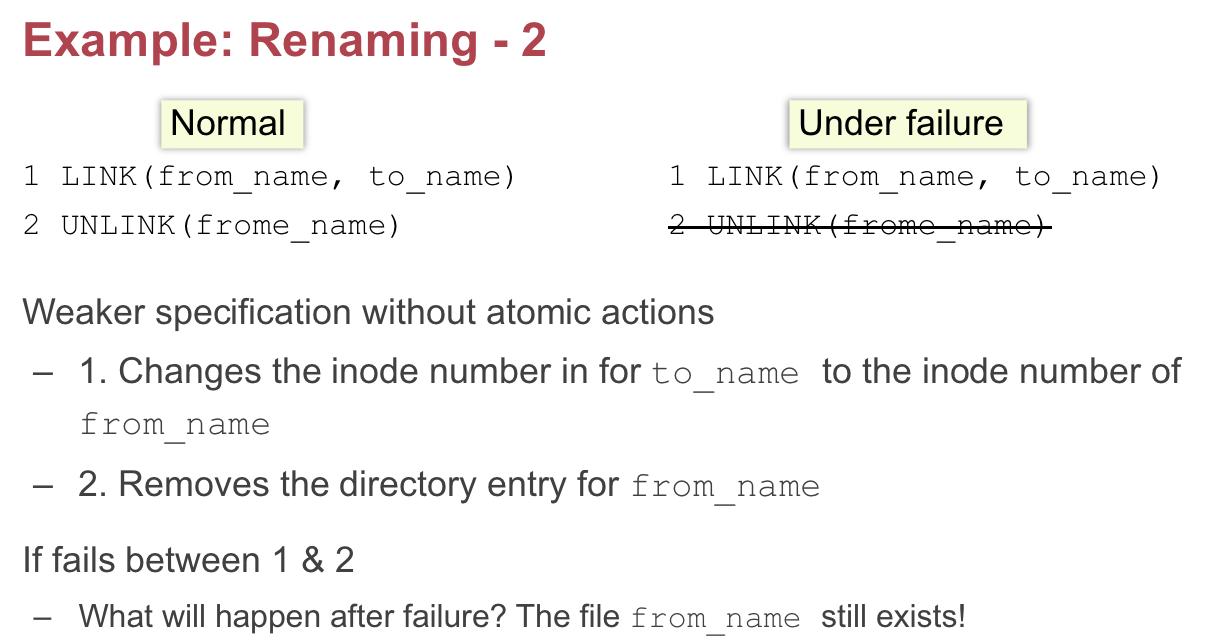 Example: Renaming - 2
Normal
1 LINK(from_name, to_name)
2 UNLINK(frome_name)
Under failure
1 LINK(from_name, to_name)
2 UNLINK(frome_name)
Weaker specification without atomic actions
– 1. Changes the inode number in for to_name to the inode number of
from_name
– 2. Removes the directory entry for from_name
If fails between 1 & 2
– What will happen after failure? The file from_name still exists!